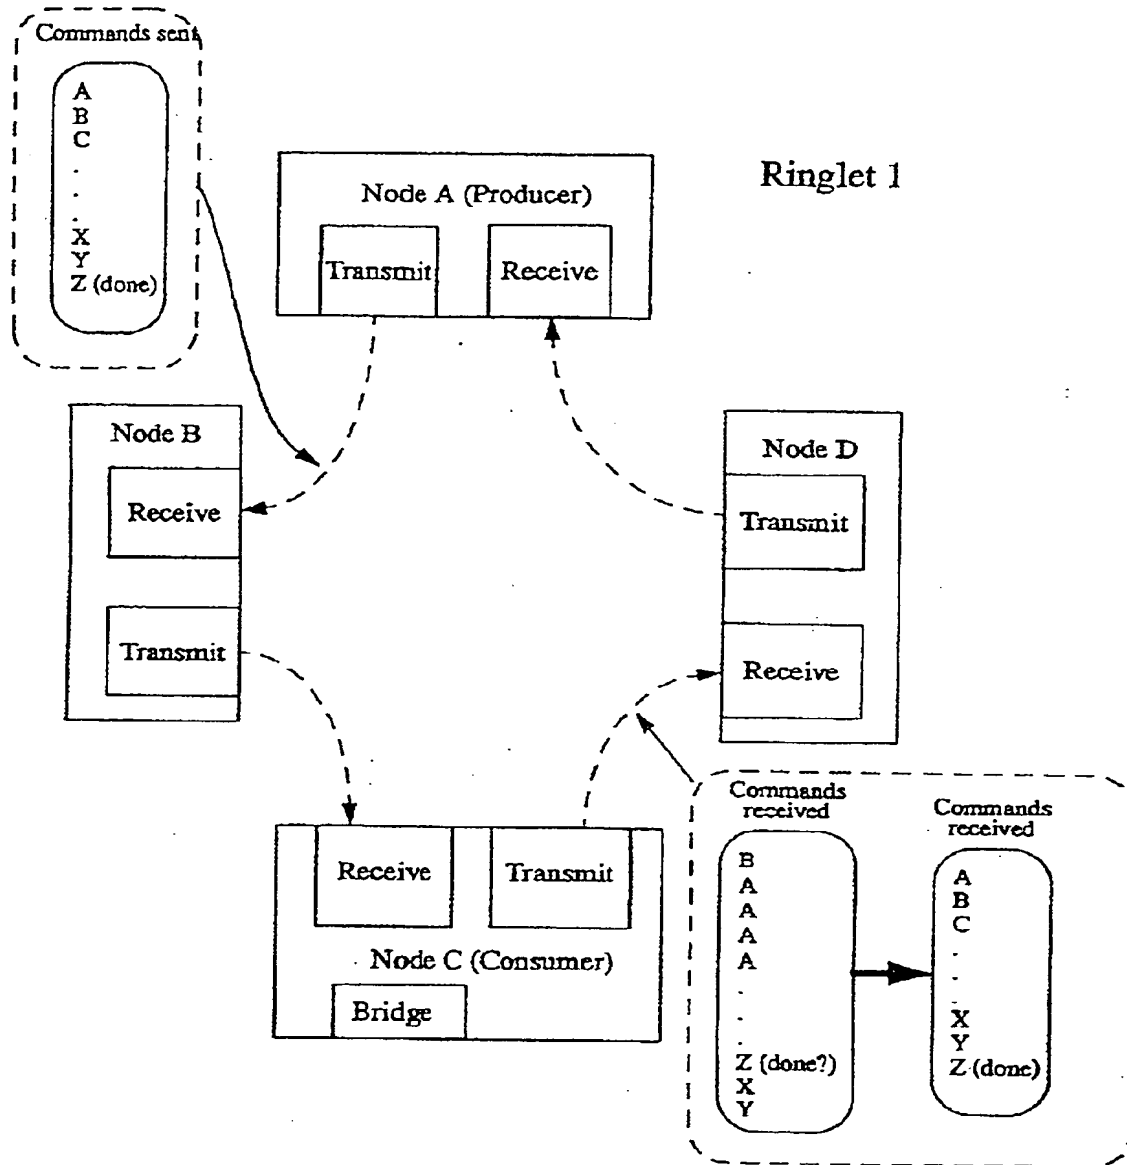 Commands sent
A
B
C
.
.
.
X
Y
Z (done)
Ringlet 1
Node A (Producer)
Transmit
Receive
Node B
Receive
Transmit
Node D
Transmit
Receive
Receive
Transmit
Node C (Consumer)
Bridge
Commands
received
B
A
A
A
A
.
.
.
Z (done?)
X
Y
Commands
received
A
B
C
.
.
.
X
Y
Z (done)